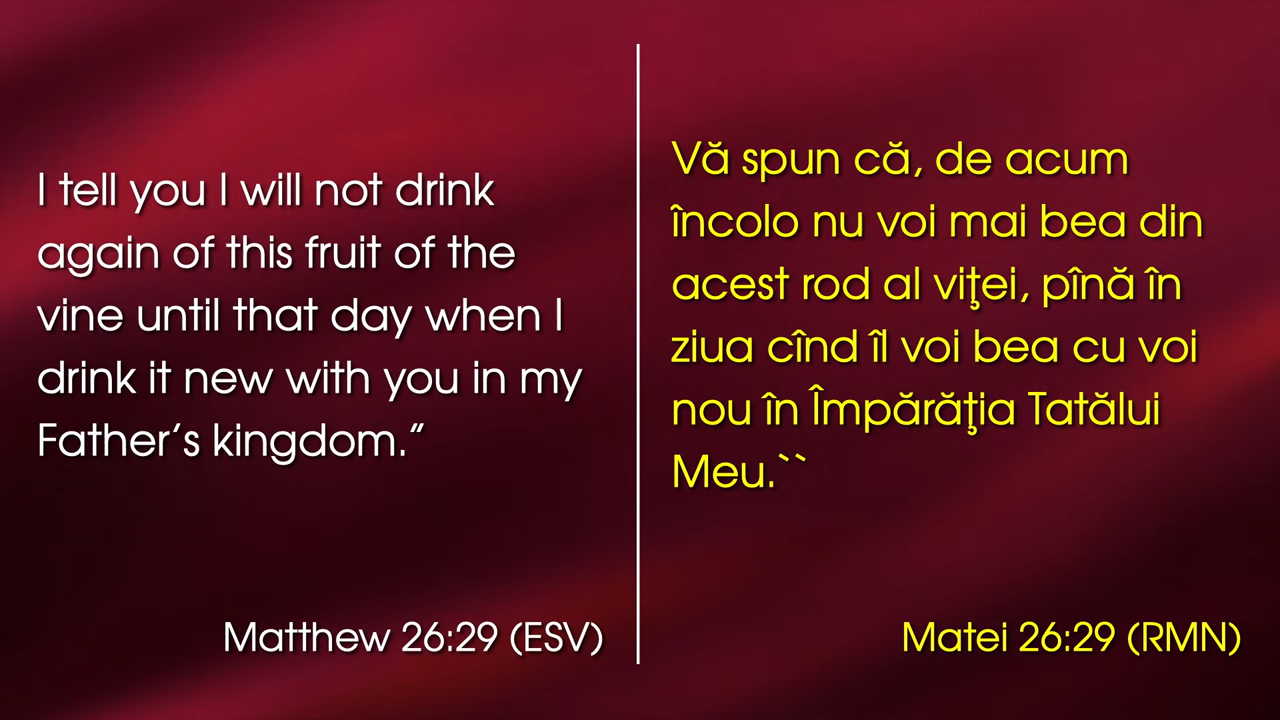 I tell you I will not drink
again of this fruit of the
vine until that day when I
drink it new with you in my
Father’s kingdom.”
Matthew 26:29 (ESV)
Vă spun că, de acum
încolo nu voi mai bea din
acest rod al viţei, pînă în
ziua cînd îl voi bea cu voi
nou în Împărăţia Tatălui
Meu.``
Matei 26:29 (RMN)